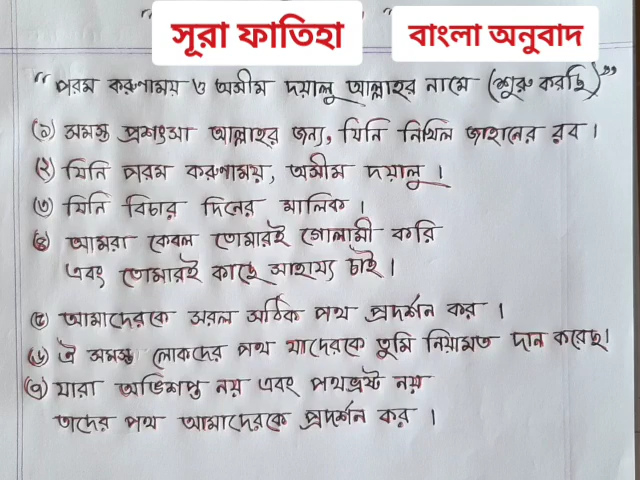 সূরা ফাতিহা
বাংলা অনুবাদ
“পরম করুণাময় ও অসীম দয়ালু আল্লাহর নামে (শুরু করছি)”
(১) সমস্ত প্রশংসা আল্লাহর জন্য, যিনি নিখিল জাহানের রব।
(২) যিনি পরম করুণাময়, অসীম দয়ালু।
(৩) যিনি বিচার দিনের মালিক।
(৪) আমরা কেবল তোমারই গোলামী করি
এবং তোমারই কাছে সাহায্য চাই।
(৫) আমাদেরকে সরল সঠিক পথ প্রদর্শন কর।
(৬) ঐ সমস্ত লোকদের পথ যাদেরকে তুমি নিয়ামত দান করেছ।
(৭) যারা অভিশপ্ত নয় এবং পথভ্রষ্ট নয়
তাদের পথ আমাদেরকে প্রদর্শন কর।